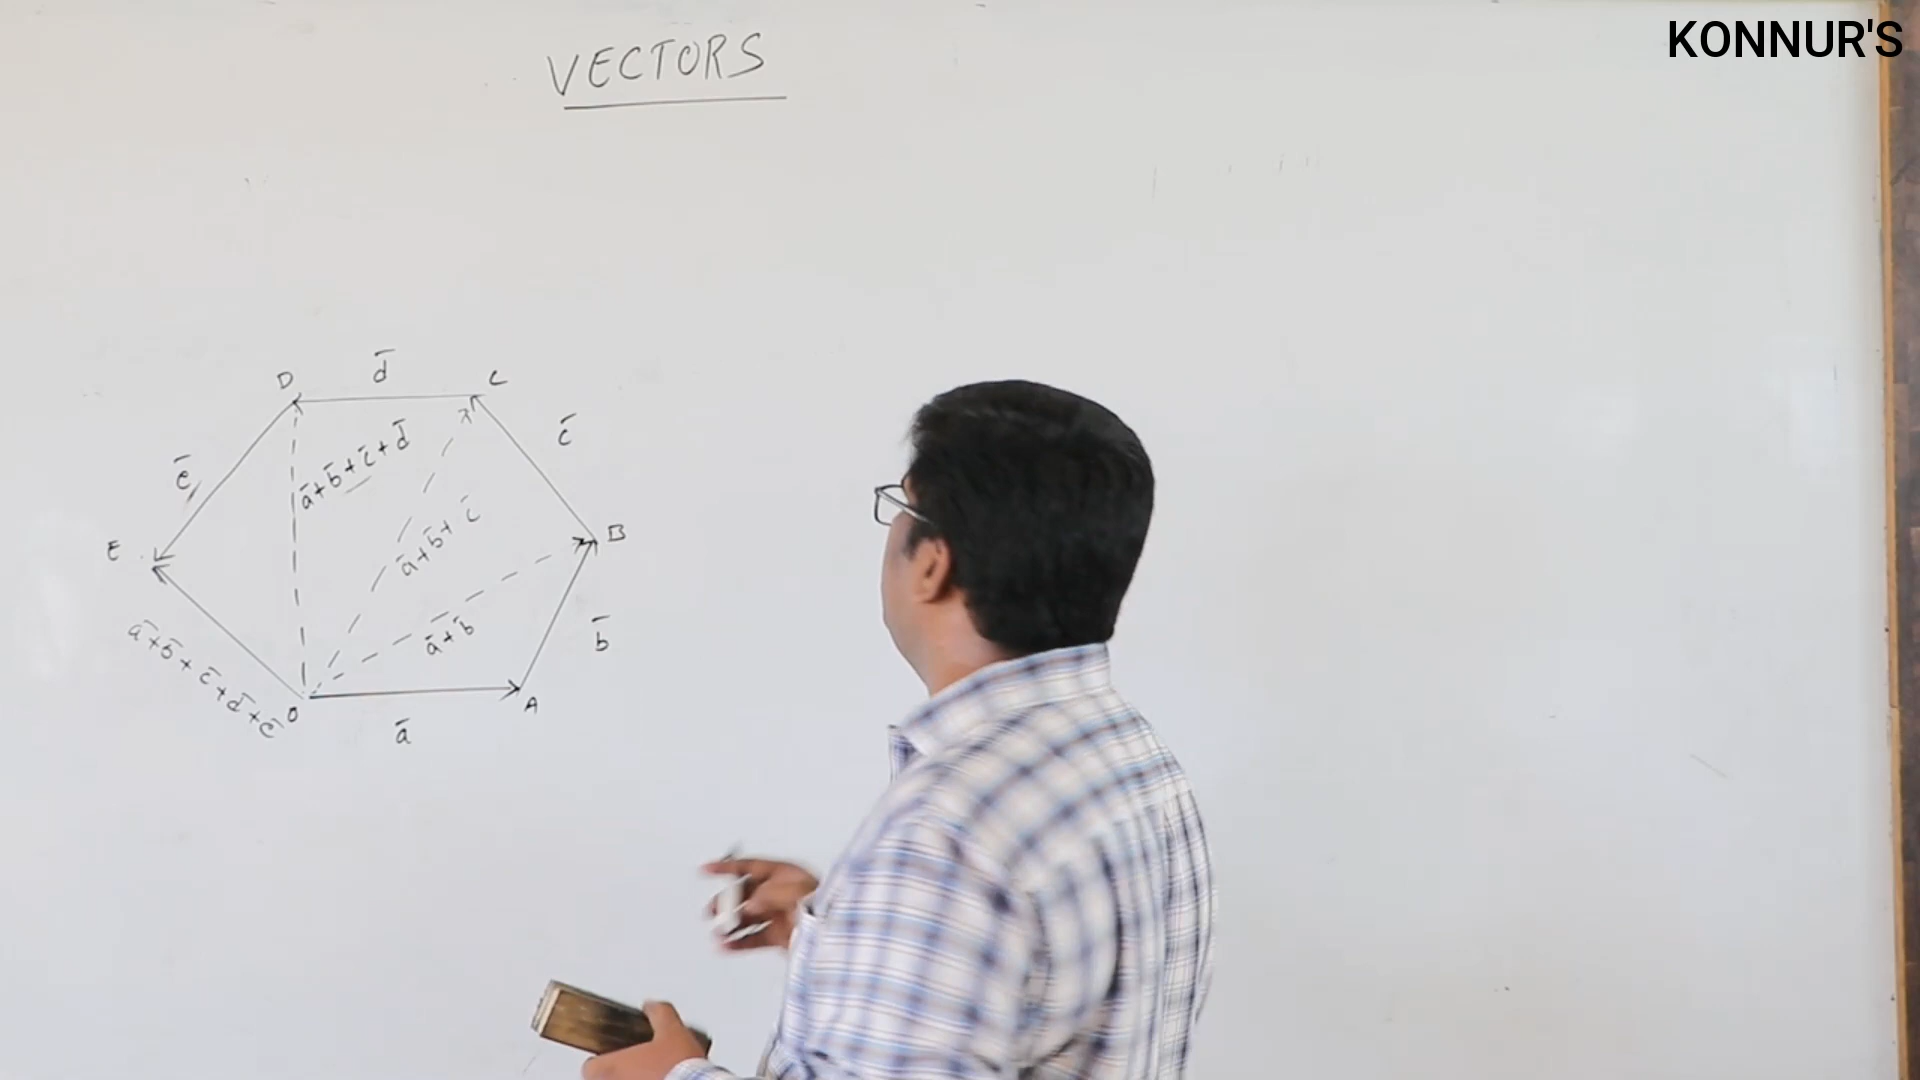 KONNUR'S
VECTORS
D
d̄
C
c̄
ē
ā+b̄+c̄+d̄
ā+b̄+c̄
E
B
ā+b̄
b̄
ā+b̄+c̄+d̄+ē
O
A
ā